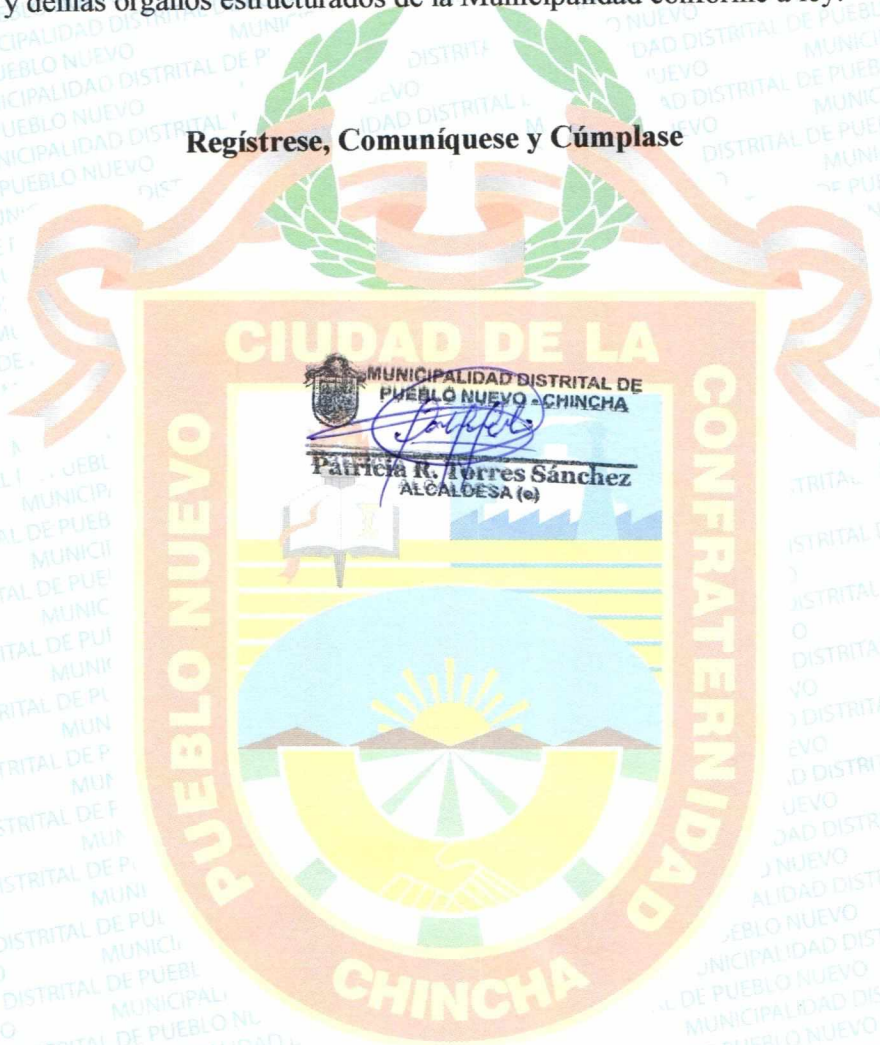 y demás órganos estructurados de la Municipalidad conforme a ley.
Regístrese, Comuníquese y Cúmplase
CIUDAD DE LA
CONFRATERNIDAD
PUEBLO NUEVO
CHINCHA
MUNICIPALIDAD DISTRITAL DE
PUEBLO NUEVO - CHINCHA
Patricia R. Torres Sánchez
ALCALDESA (e)